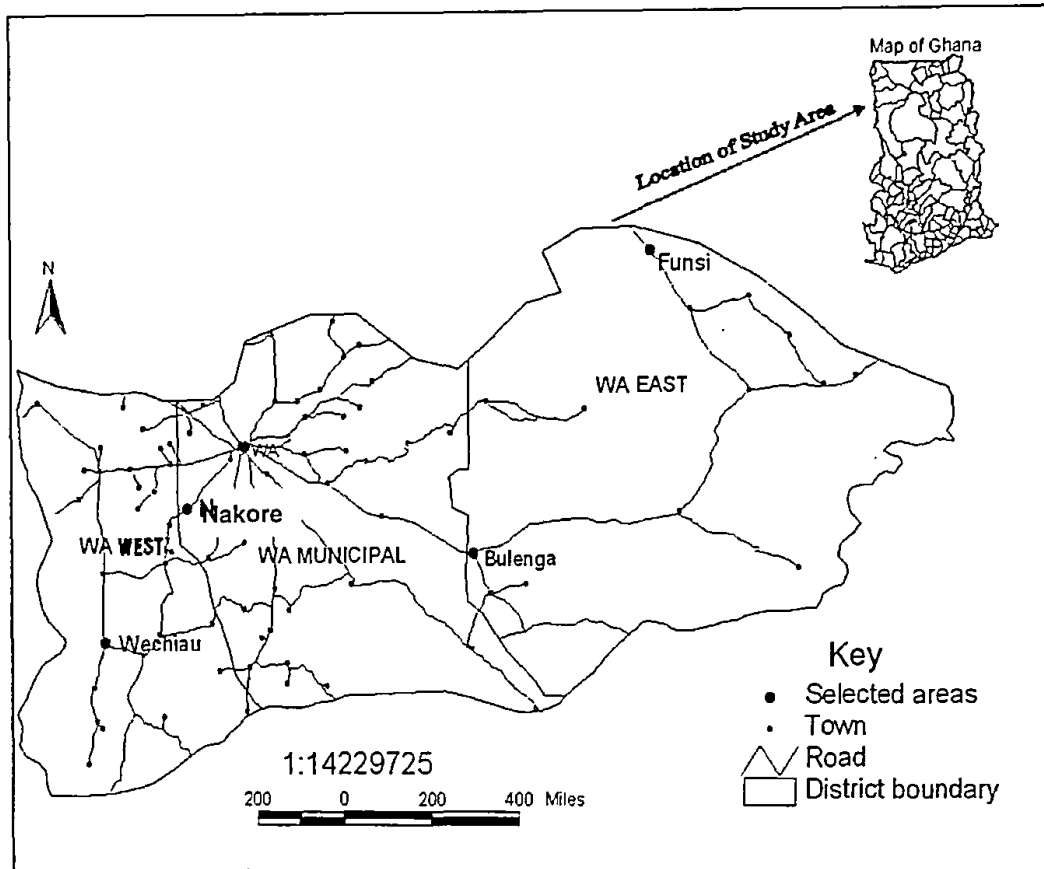 Map of Ghana
Location of Study Area
N
Funsi
WA EAST
WA
Nakore
WA WEST
WA MUNICIPAL
Bulenga
Wechiau
Key
Selected areas
Town
Road
District boundary
1:14229725
200 0 200 400 Miles